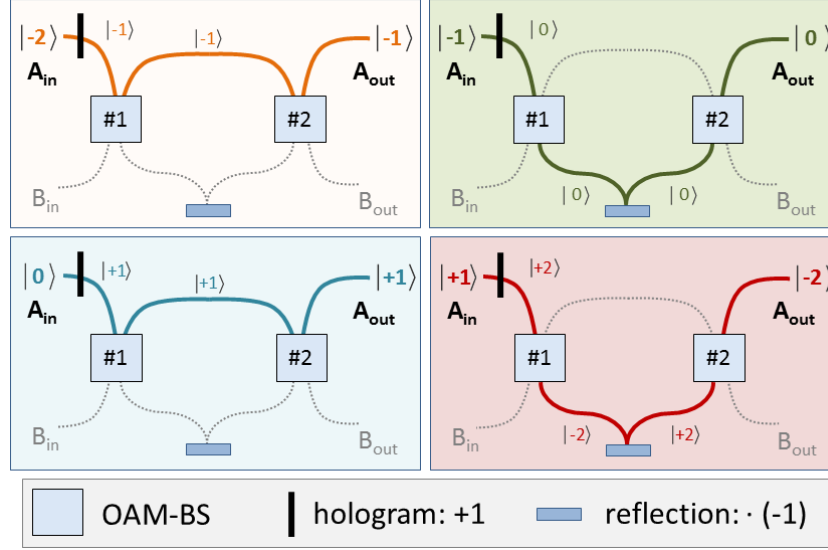 |-2⟩ |-1⟩ |-1⟩ |-1⟩
A_in A_out
#1 #2
B_in B_out
|-1⟩ |0⟩ |0⟩
A_in A_out
#1 #2
|0⟩ |0⟩
B_in B_out
|0⟩ |+1⟩ |+1⟩ |+1⟩
A_in A_out
#1 #2
B_in B_out
|+1⟩ |+2⟩ |-2⟩
A_in A_out
#1 #2
|-2⟩ |+2⟩
B_in B_out
OAM-BS hologram: +1 reflection: · (-1)